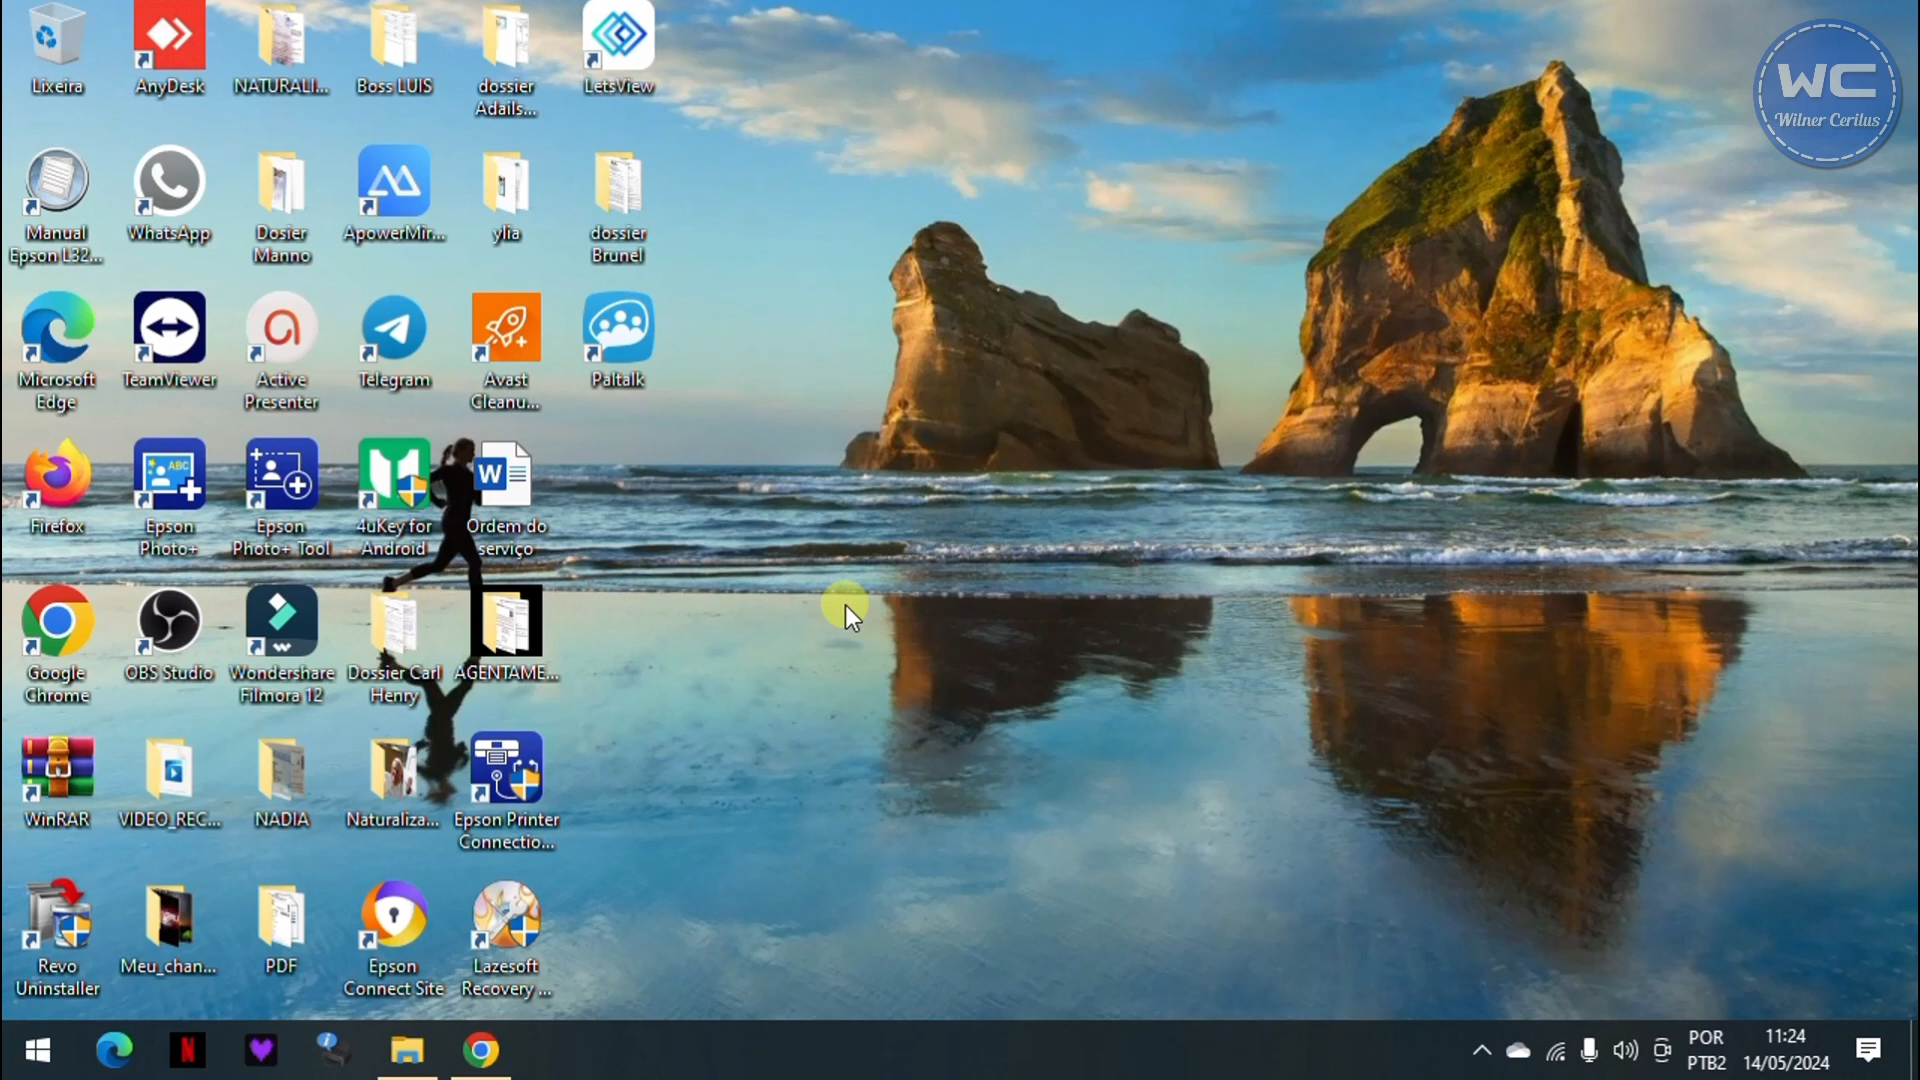 Lixeira
AnyDesk
NATURALI...
Boss LUIS
dossier
Adails...
LetsView
WC
Wilner Cerilus
Manual
Epson L32...
WhatsApp
Dosier
Manno
ApowerMir...
ylia
dossier
Brunel
Microsoft
Edge
TeamViewer
Active
Presenter
Telegram
Avast
Cleanu...
Paltalk
Firefox
ABC
Epson
Photo+
Epson
Photo+ Tool
4uKey for
Android
W
Ordem do
serviço
Google
Chrome
OBS Studio
Wondershare
Filmora 12
Dossier Carl
Henry
AGENTAME...
WinRAR
VIDEO_REC...
NADIA
Naturaliza...
Epson Printer
Connectio...
Revo
Uninstaller
Meu_chan...
PDF
Epson
Connect Site
Lazesoft
Recovery ...
N
POR
PTB2
11:24
14/05/2024